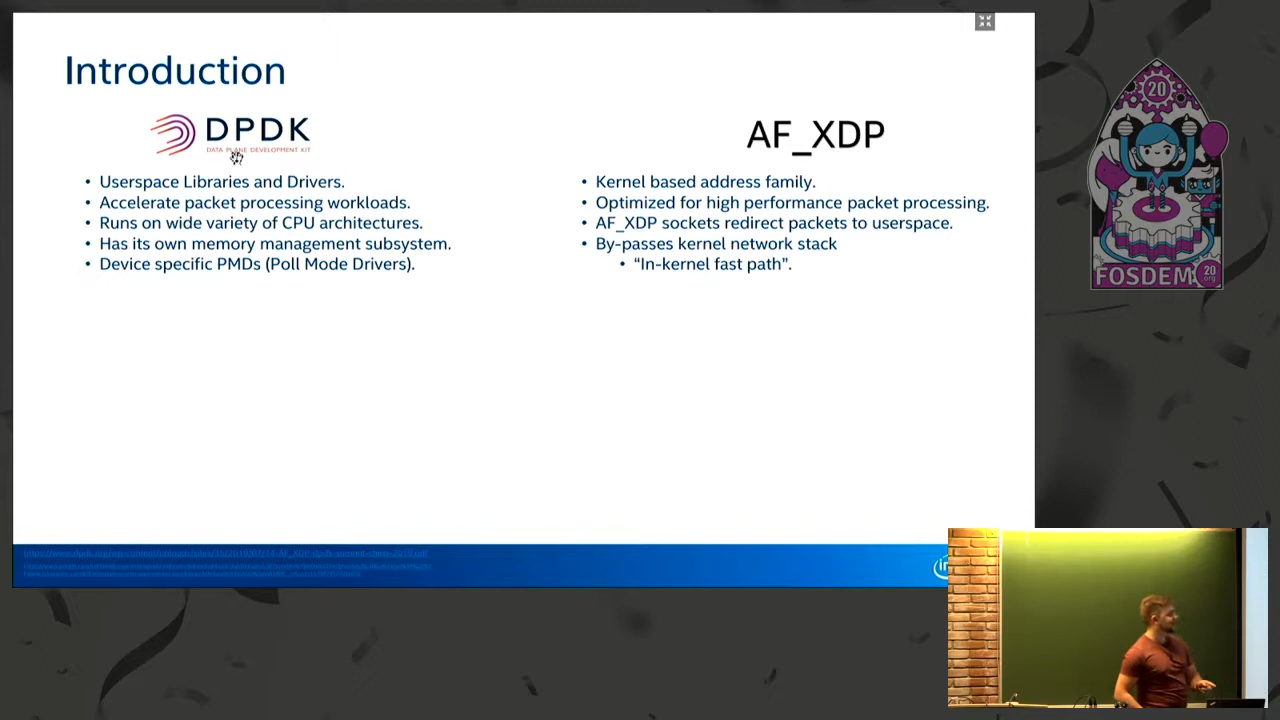 Introduction
DPDK
DATA PLANE DEVELOPMENT KIT
• Userspace Libraries and Drivers.
• Accelerate packet processing workloads.
• Runs on wide variety of CPU architectures.
• Has its own memory management subsystem.
• Device specific PMDs (Poll Mode Drivers).
AF_XDP
• Kernel based address family.
• Optimized for high performance packet processing.
• AF_XDP sockets redirect packets to userspace.
• By-passes kernel network stack
• “In-kernel fast path”.
20
FOSDEM
20
.org